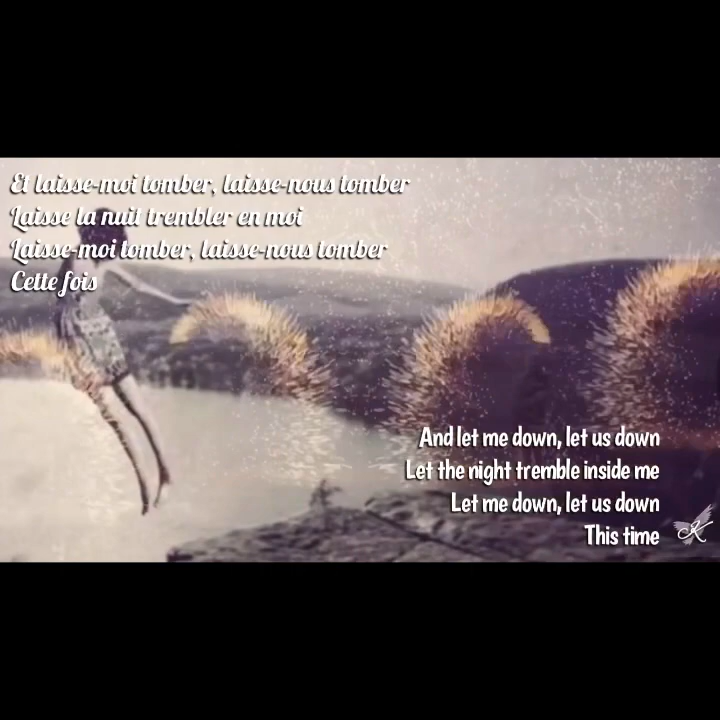 Et laisse-moi tomber, laisse-nous tomber
Laisse la nuit trembler en moi
Laisse-moi tomber, laisse-nous tomber
Cette fois
And let me down, let us down
Let the night tremble inside me
Let me down, let us down
This time
K